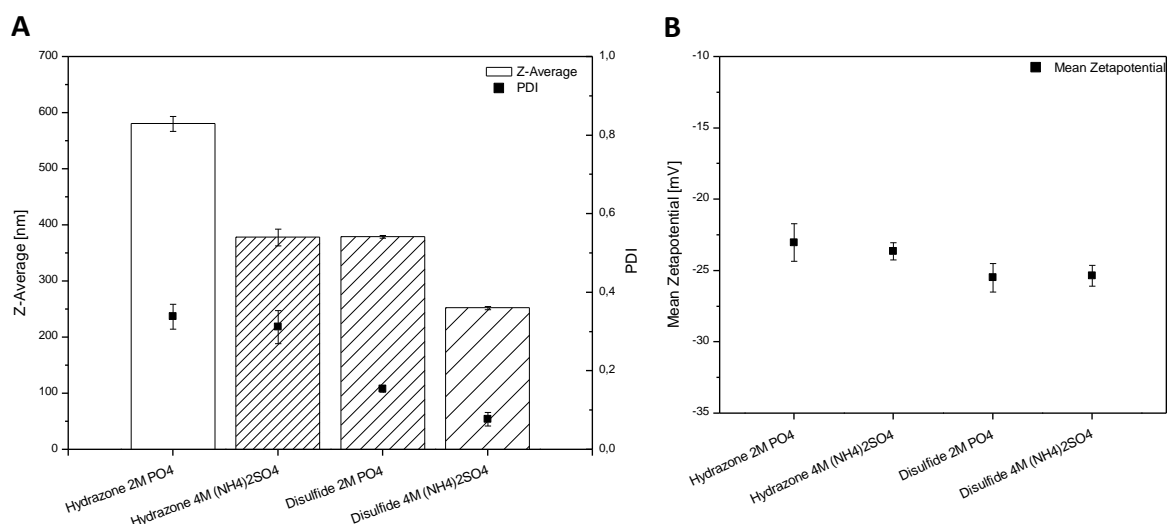 A
700
600
500
400
300
200
100
0
Z-Average [nm]
Z-Average
PDI
1,0
0,8
0,6
0,4
0,2
0,0
PDI
Hydrazone 2M PO4
Hydrazone 4M (NH4)2SO4
Disulfide 2M PO4
Disulfide 4M (NH4)2SO4
B
-10
-15
-20
-25
-30
-35
Mean Zetapotential [mV]
Mean Zetapotential
Hydrazone 2M PO4
Hydrazone 4M (NH4)2SO4
Disulfide 2M PO4
Disulfide 4M (NH4)2SO4